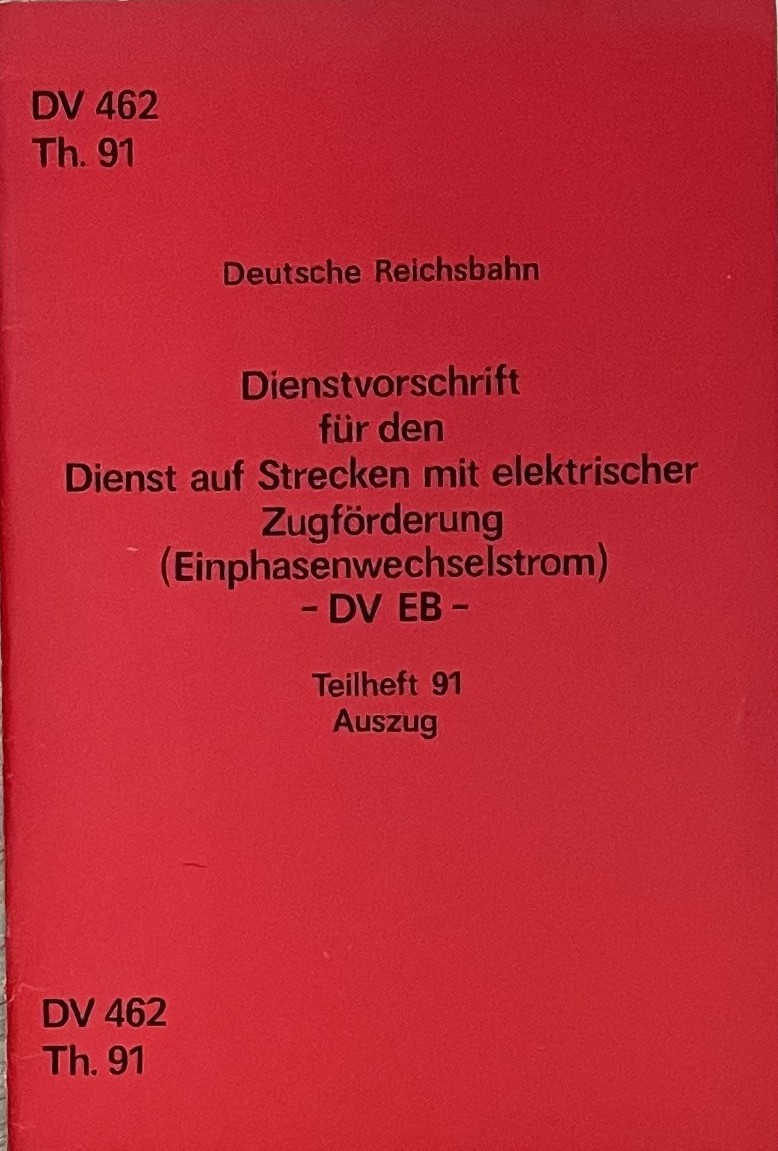 DV 462
Th. 91
Deutsche Reichsbahn
Dienstvorschrift
für den
Dienst auf Strecken mit elektrischer
Zugförderung
(Einphasenwechselstrom)
– DV EB –
Teilheft 91
Auszug
DV 462
Th. 91